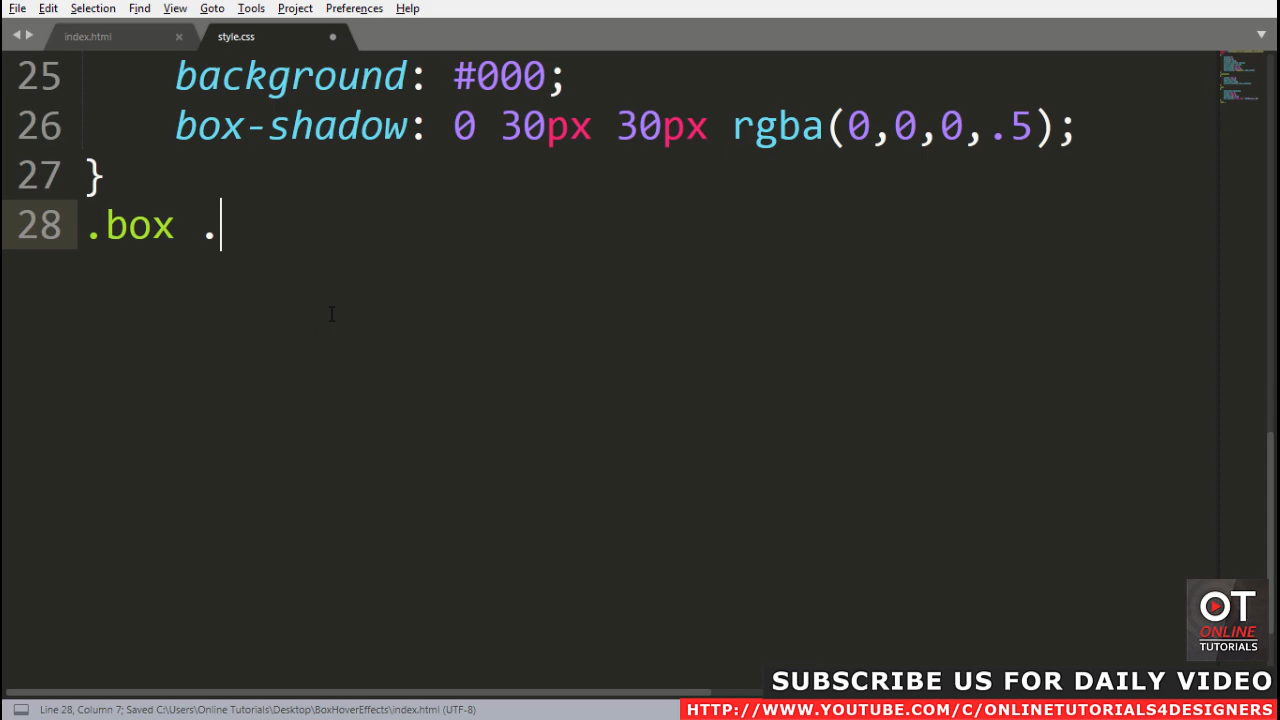 File Edit Selection Find View Goto Tools Project Preferences Help
index.html × style.css
25 background: #000;
26 box-shadow: 0 30px 30px rgba(0,0,0,.5);
27 }
28 .box .
OT
ONLINE
TUTORIALS
SUBSCRIBE US FOR DAILY VIDEO
Line 28, Column 7; Saved C:\Users\Online Tutorials\Desktop\BoxHoverEffects\index.html (UTF-8)
HTTP://WWW.YOUTUBE.COM/C/ONLINETUTORIALS4DESIGNERS